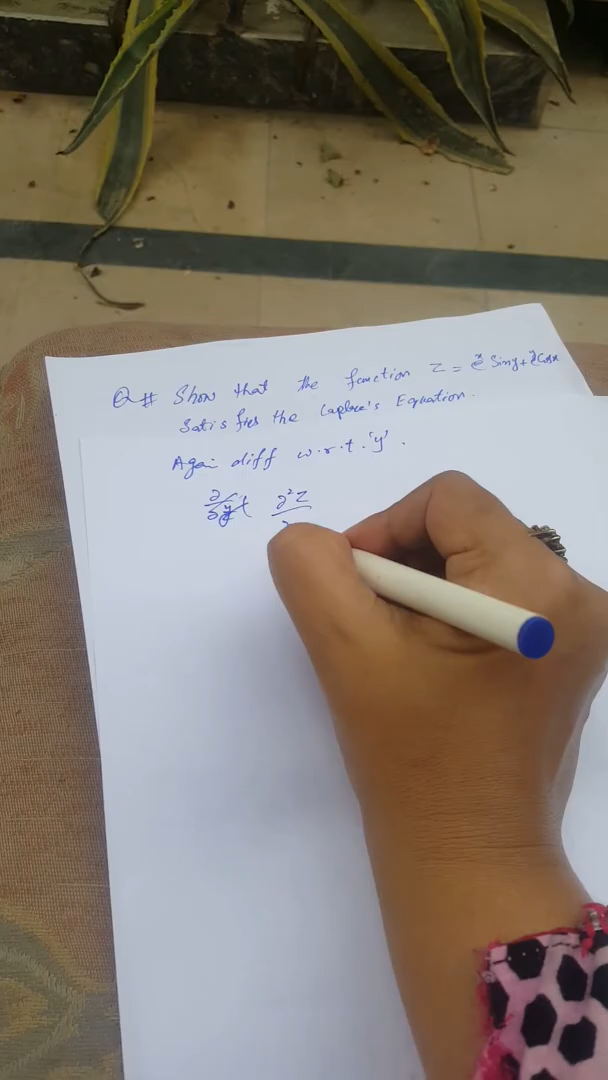 Q# Show that the function Z = e^x Siny + e^y Cosx
Satisfies the Laplace's Equation.
Again diff w.r.t. 'y'.
∂²Z